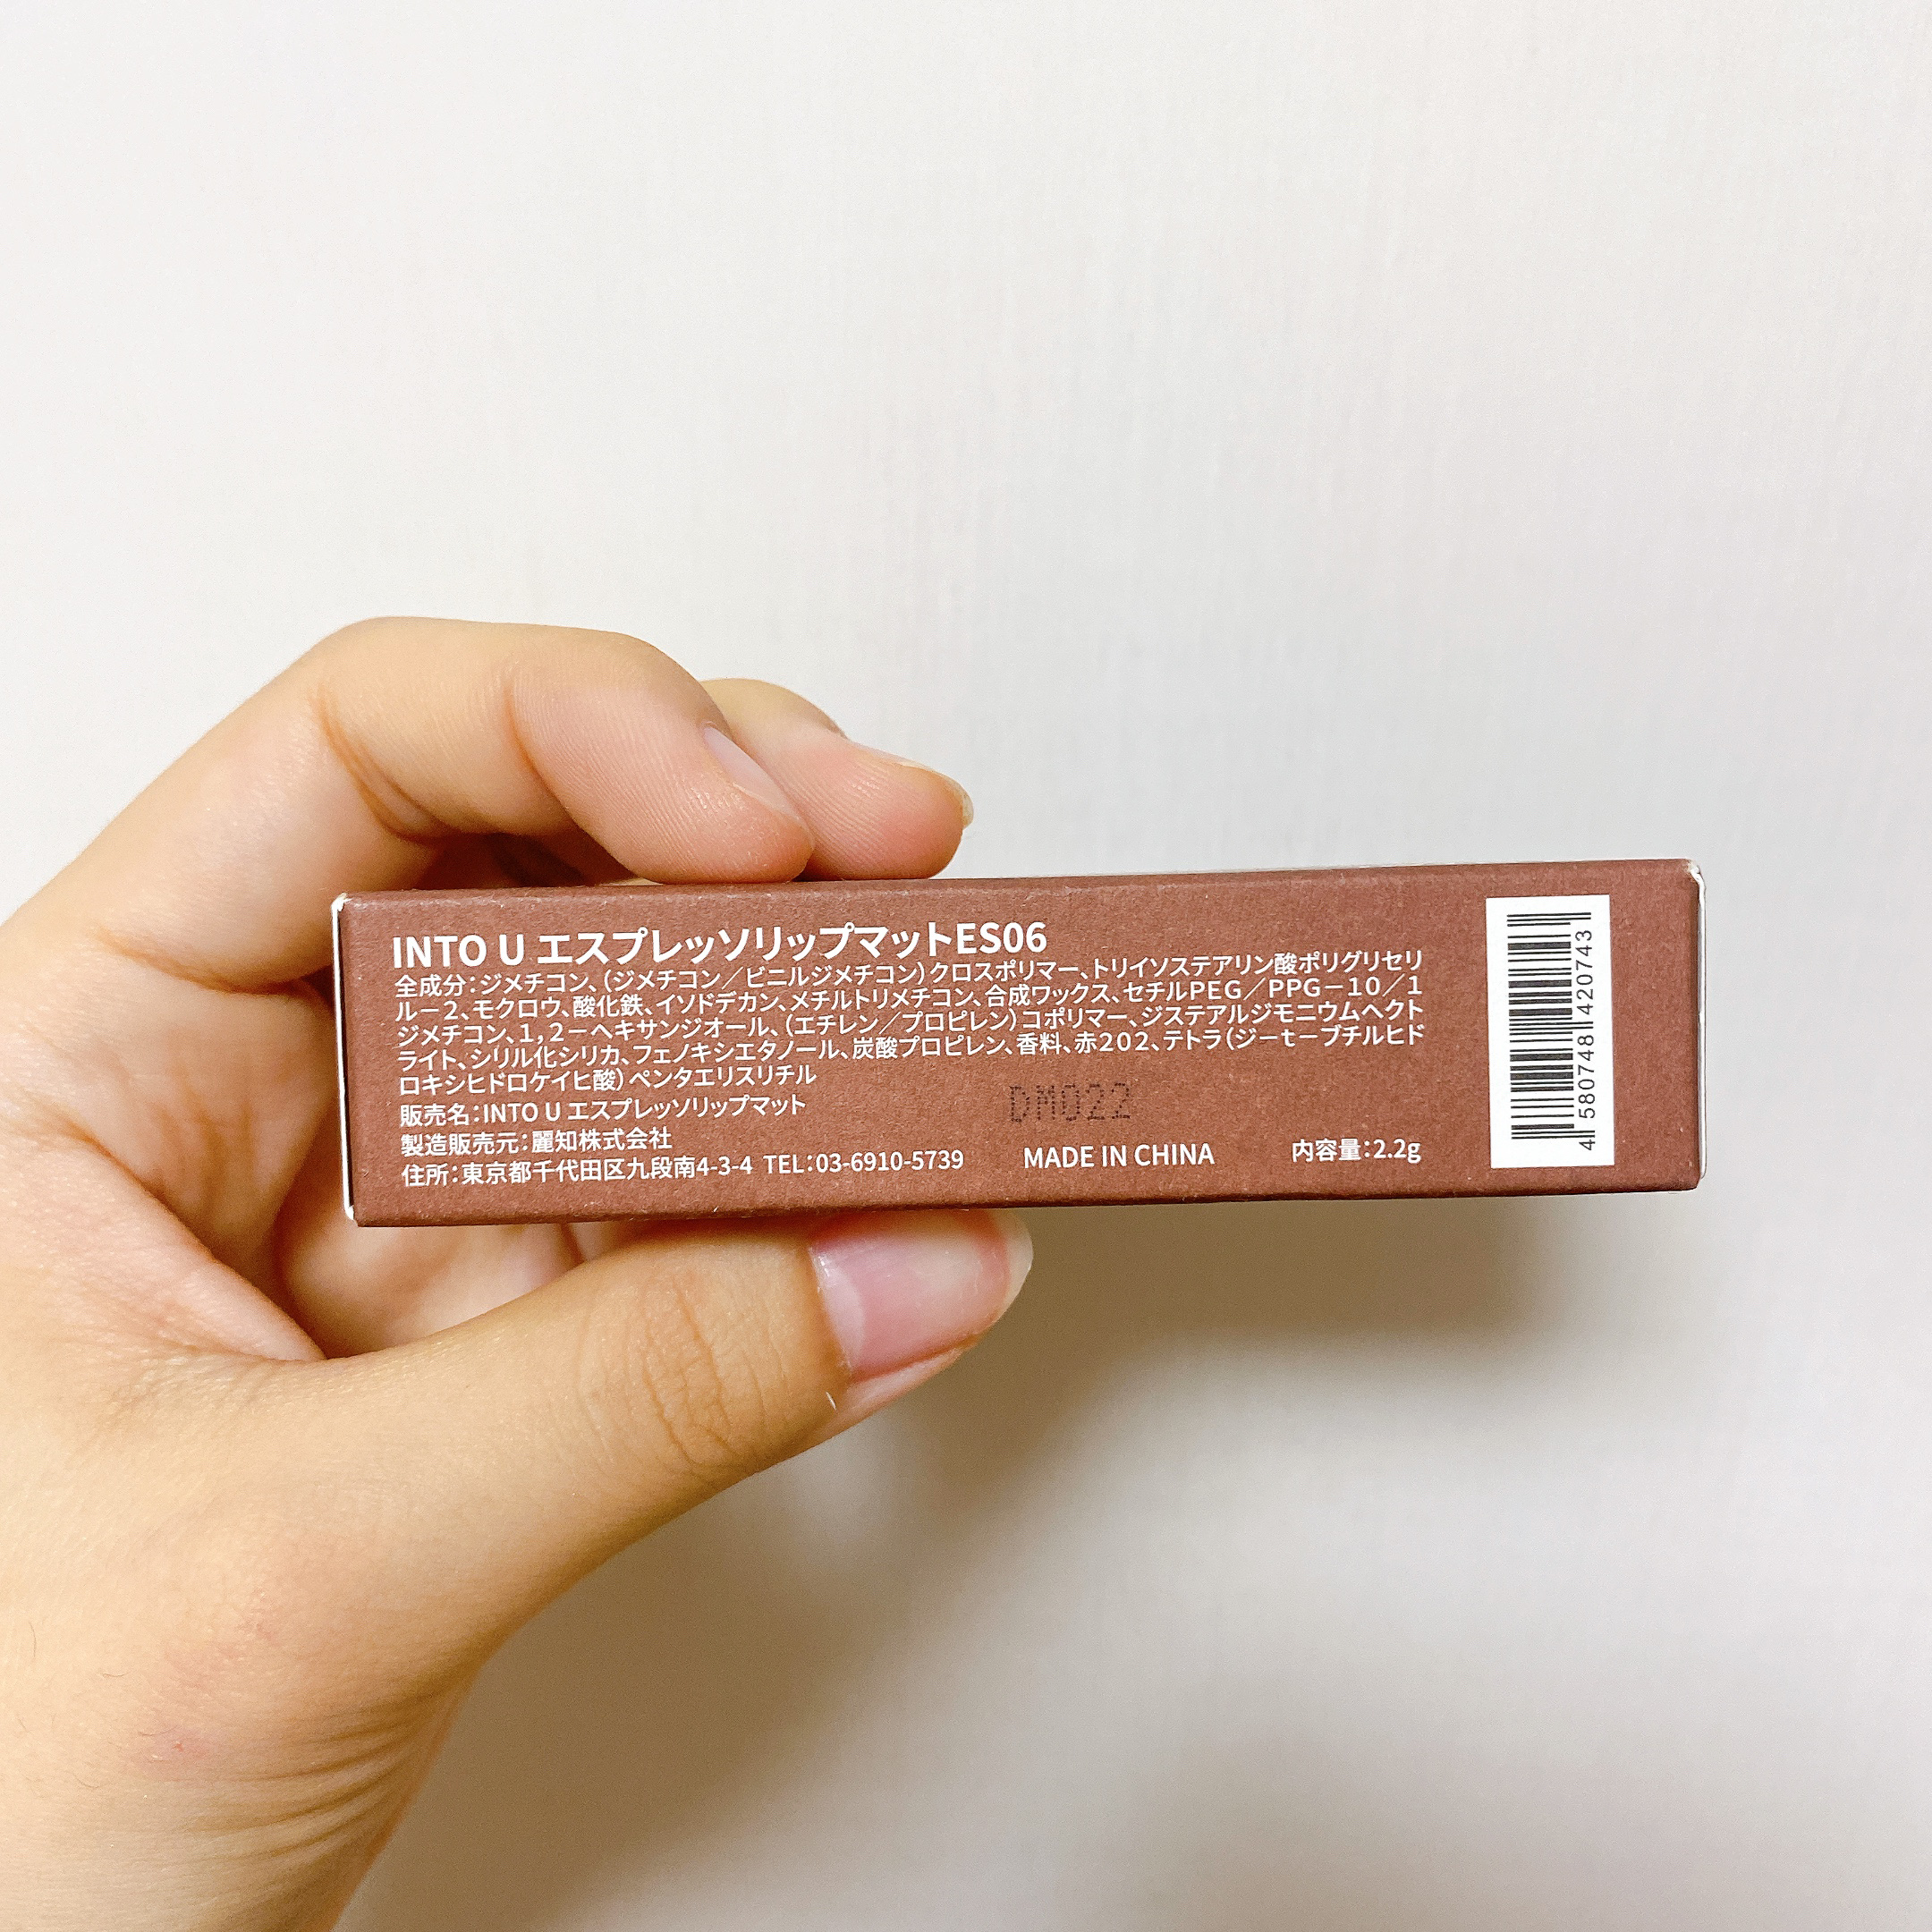 INTO U エスプレッソリップマットES06
全成分：ジメチコン、（ジメチコン／ビニルジメチコン）クロスポリマー、トリイソステアリン酸ポリグリセリ
ル－２、モクロウ、酸化鉄、イソドデカン、メチルトリメチコン、合成ワックス、セチルＰＥＧ／ＰＰＧ－１０／１
ジメチコン、１，２－ヘキサンジオール、（エチレン／プロピレン）コポリマー、ジステアルジモニウムヘクト
ライト、シリル化シリカ、フェノキシエタノール、炭酸プロピレン、香料、赤２０２、テトラ（ジーｔーブチルヒド
ロキシヒドロケイヒ酸）ペンタエリスリチル
販売名：INTO U エスプレッソリップマット
DM022
製造販売元：麗知株式会社
住所：東京都千代田区九段南4-3-4 TEL：03-6910-5739
MADE IN CHINA
内容量：2.2g
4 580748 420743